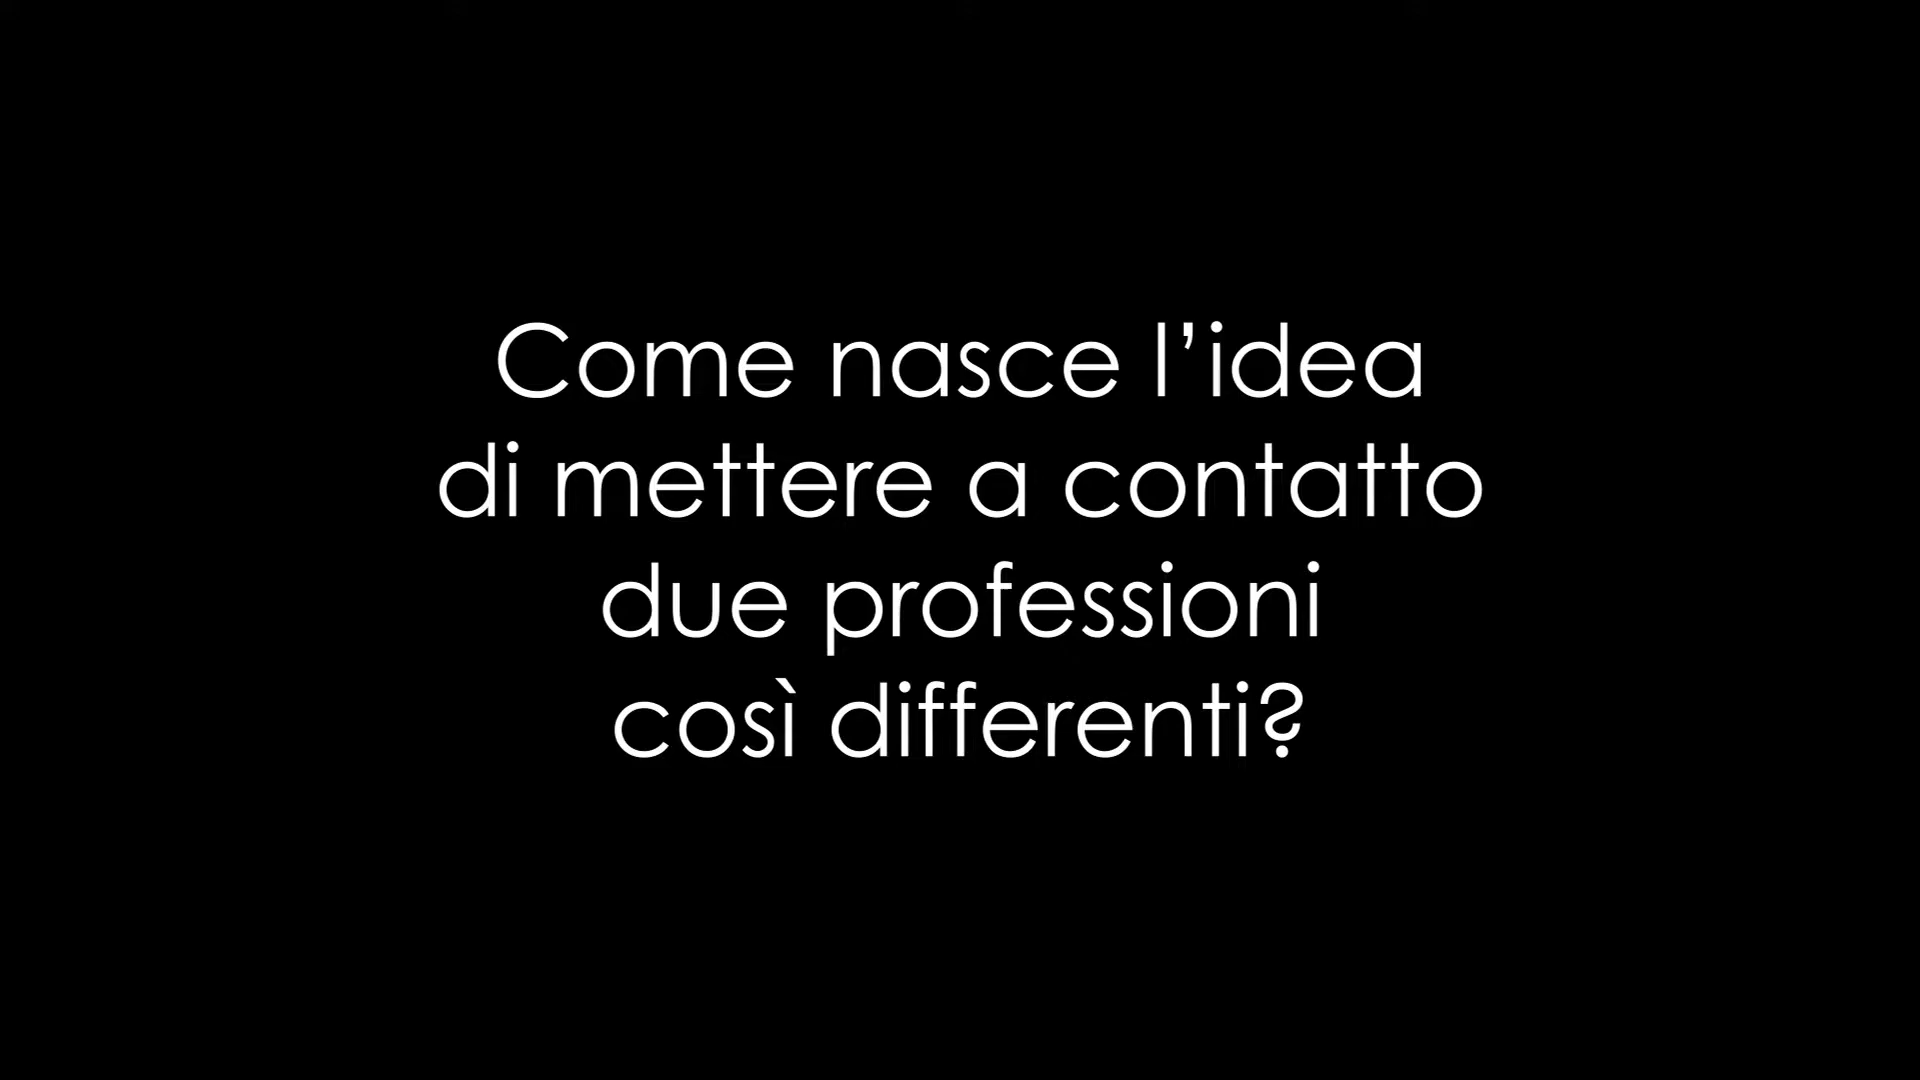 Come nasce l’idea
di mettere a contatto
due professioni
così differenti?